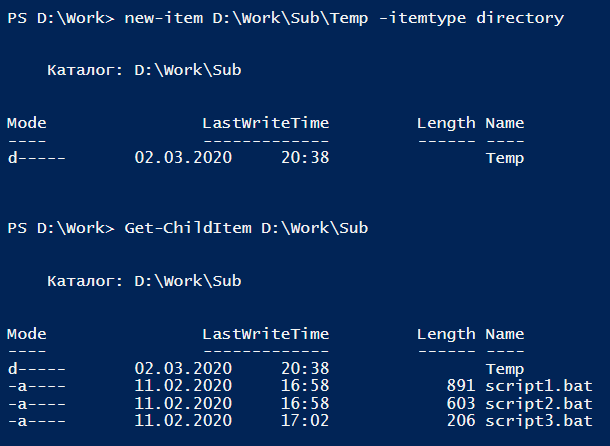 PS D:\Work> new-item D:\Work\Sub\Temp -itemtype directory
Каталог: D:\Work\Sub
Mode                LastWriteTime         Length Name
----                -------------         ------ ----
d-----       02.03.2020     20:38                Temp
PS D:\Work> Get-ChildItem D:\Work\Sub
Каталог: D:\Work\Sub
Mode                LastWriteTime         Length Name
----                -------------         ------ ----
d-----       02.03.2020     20:38                Temp
-a----       11.02.2020     16:58            891 script1.bat
-a----       11.02.2020     16:58            603 script2.bat
-a----       11.02.2020     17:02            206 script3.bat